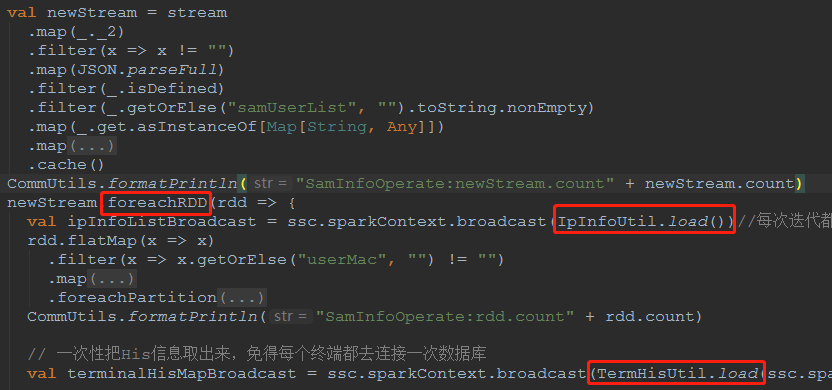 val newStream = stream
.map(_._2)
.filter(x => x != "")
.map(JSON.parseFull)
.filter(_.isDefined)
.filter(_.getOrElse("samUserList", "").toString.nonEmpty)
.map(_.get.asInstanceOf[Map[String, Any]])
.map(...)
.cache()
CommUtils.formatPrintln( str = "SamInfoOperate:newStream.count" + newStream.count)
newStream.foreachRDD(rdd => {
val ipInfoListBroadcast = ssc.sparkContext.broadcast(IpInfoUtil.load())//每次迭代都
rdd.flatMap(x => x)
.filter(x => x.getOrElse("userMac", "") != "")
.map(...)
.foreachPartition(...)
CommUtils.formatPrintln( str = "SamInfoOperate:rdd.count" + rdd.count)
// 一次性把His信息取出来，免得每个终端都去连接一次数据库
val terminalHisMapBroadcast = ssc.sparkContext.broadcast(TermHisUtil.load(ssc.spa